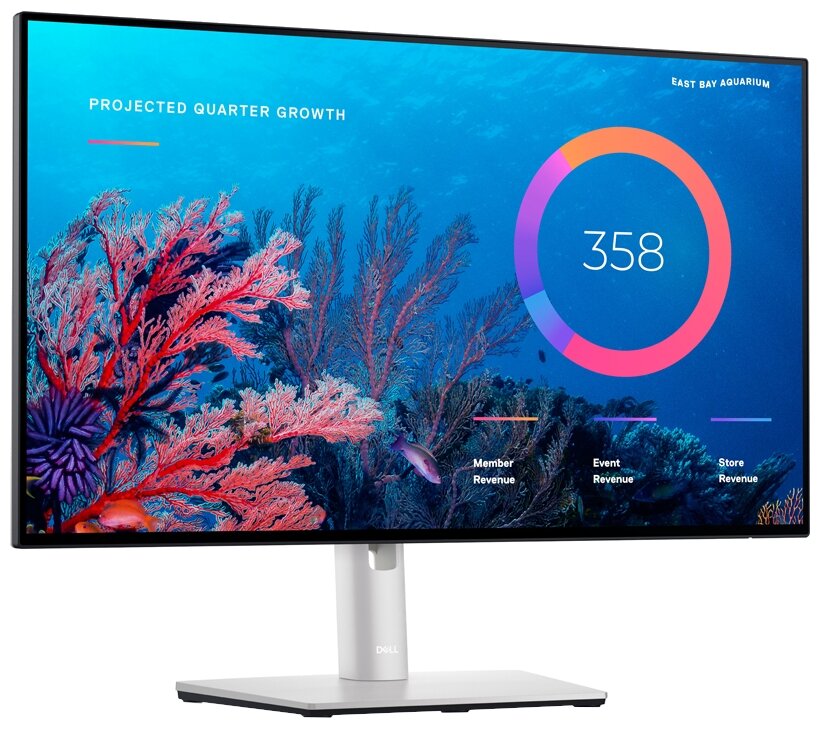 PROJECTED QUARTER GROWTH
EAST BAY AQUARIUM
358
Member
Revenue
Event
Revenue
Store
Revenue
DELL